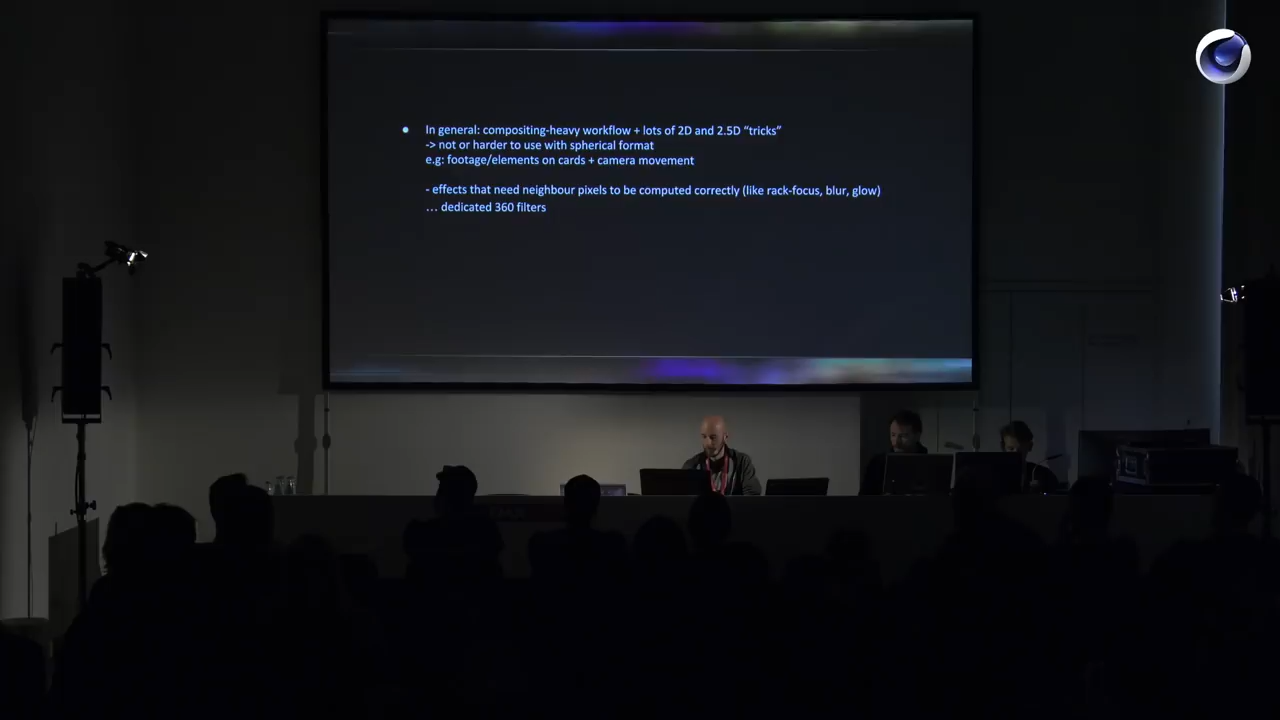 In general: compositing-heavy workflow + lots of 2D and 2.5D “tricks”
-> not or harder to use with spherical format
e.g: footage/elements on cards + camera movement
- effects that need neighbour pixels to be computed correctly (like rack-focus, blur, glow)
… dedicated 360 filters